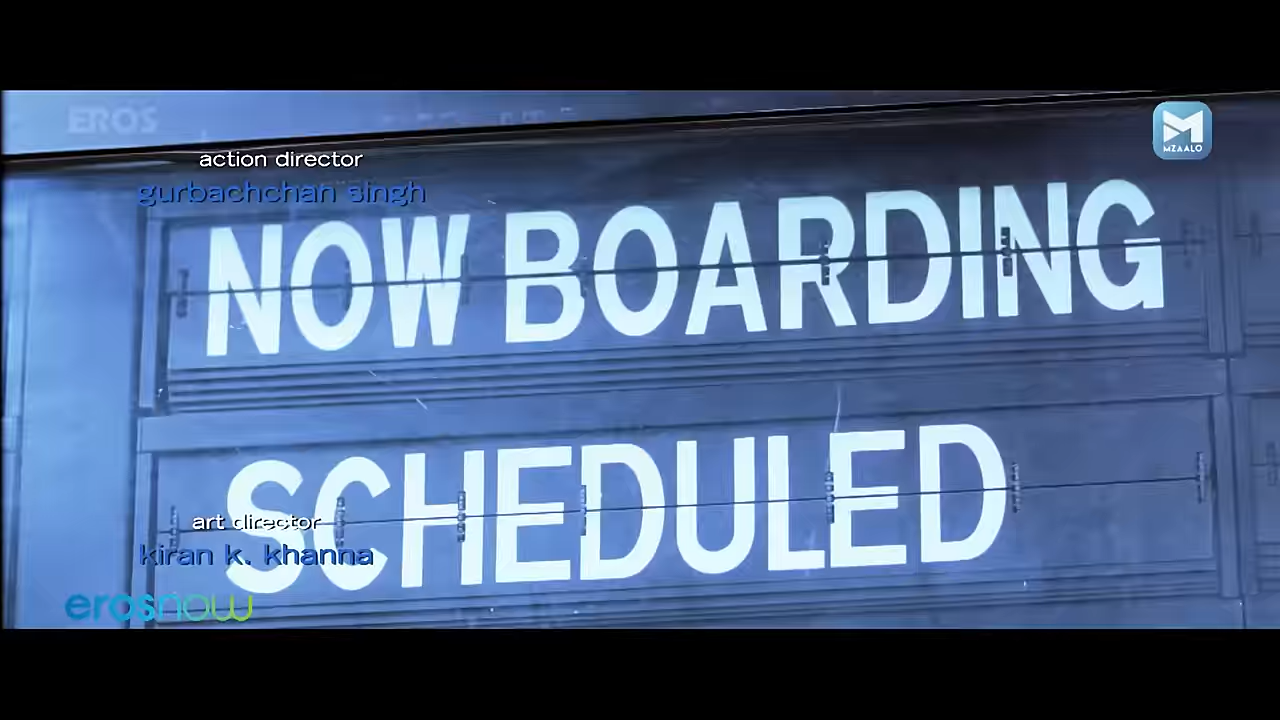 EROS
MZAALO
action director
gurbachchan singh
NOW BOARDING
SCHEDULED
art director
kiran k. khanna
erosnow